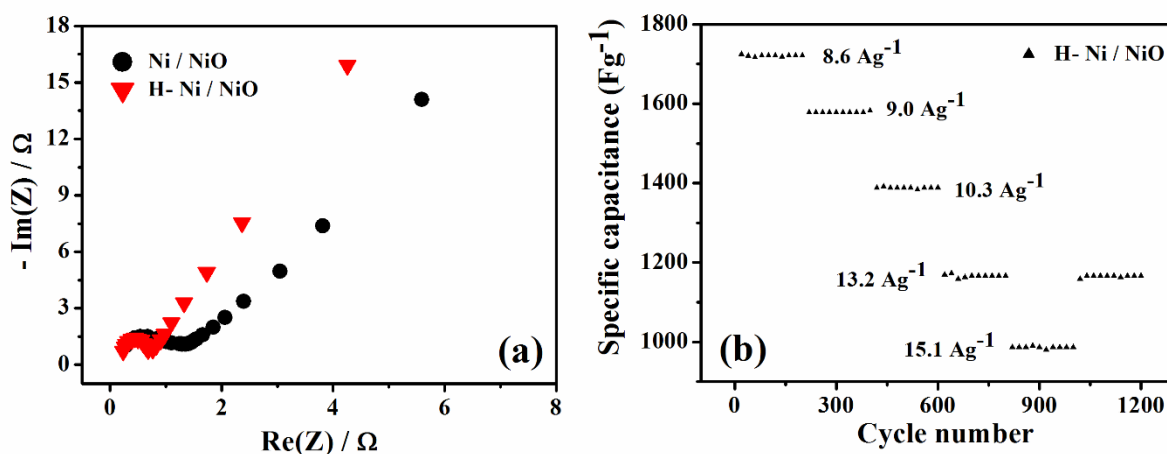 18
15
12
9
6
3
0
- Im(Z) / Ω
Ni / NiO
H- Ni / NiO
(a)
0 2 4 6 8
Re(Z) / Ω
1800
1600
1400
1200
1000
Specific capacitance (Fg⁻¹)
H- Ni / NiO
8.6 Ag⁻¹
9.0 Ag⁻¹
10.3 Ag⁻¹
13.2 Ag⁻¹
15.1 Ag⁻¹
(b)
0 300 600 900 1200
Cycle number